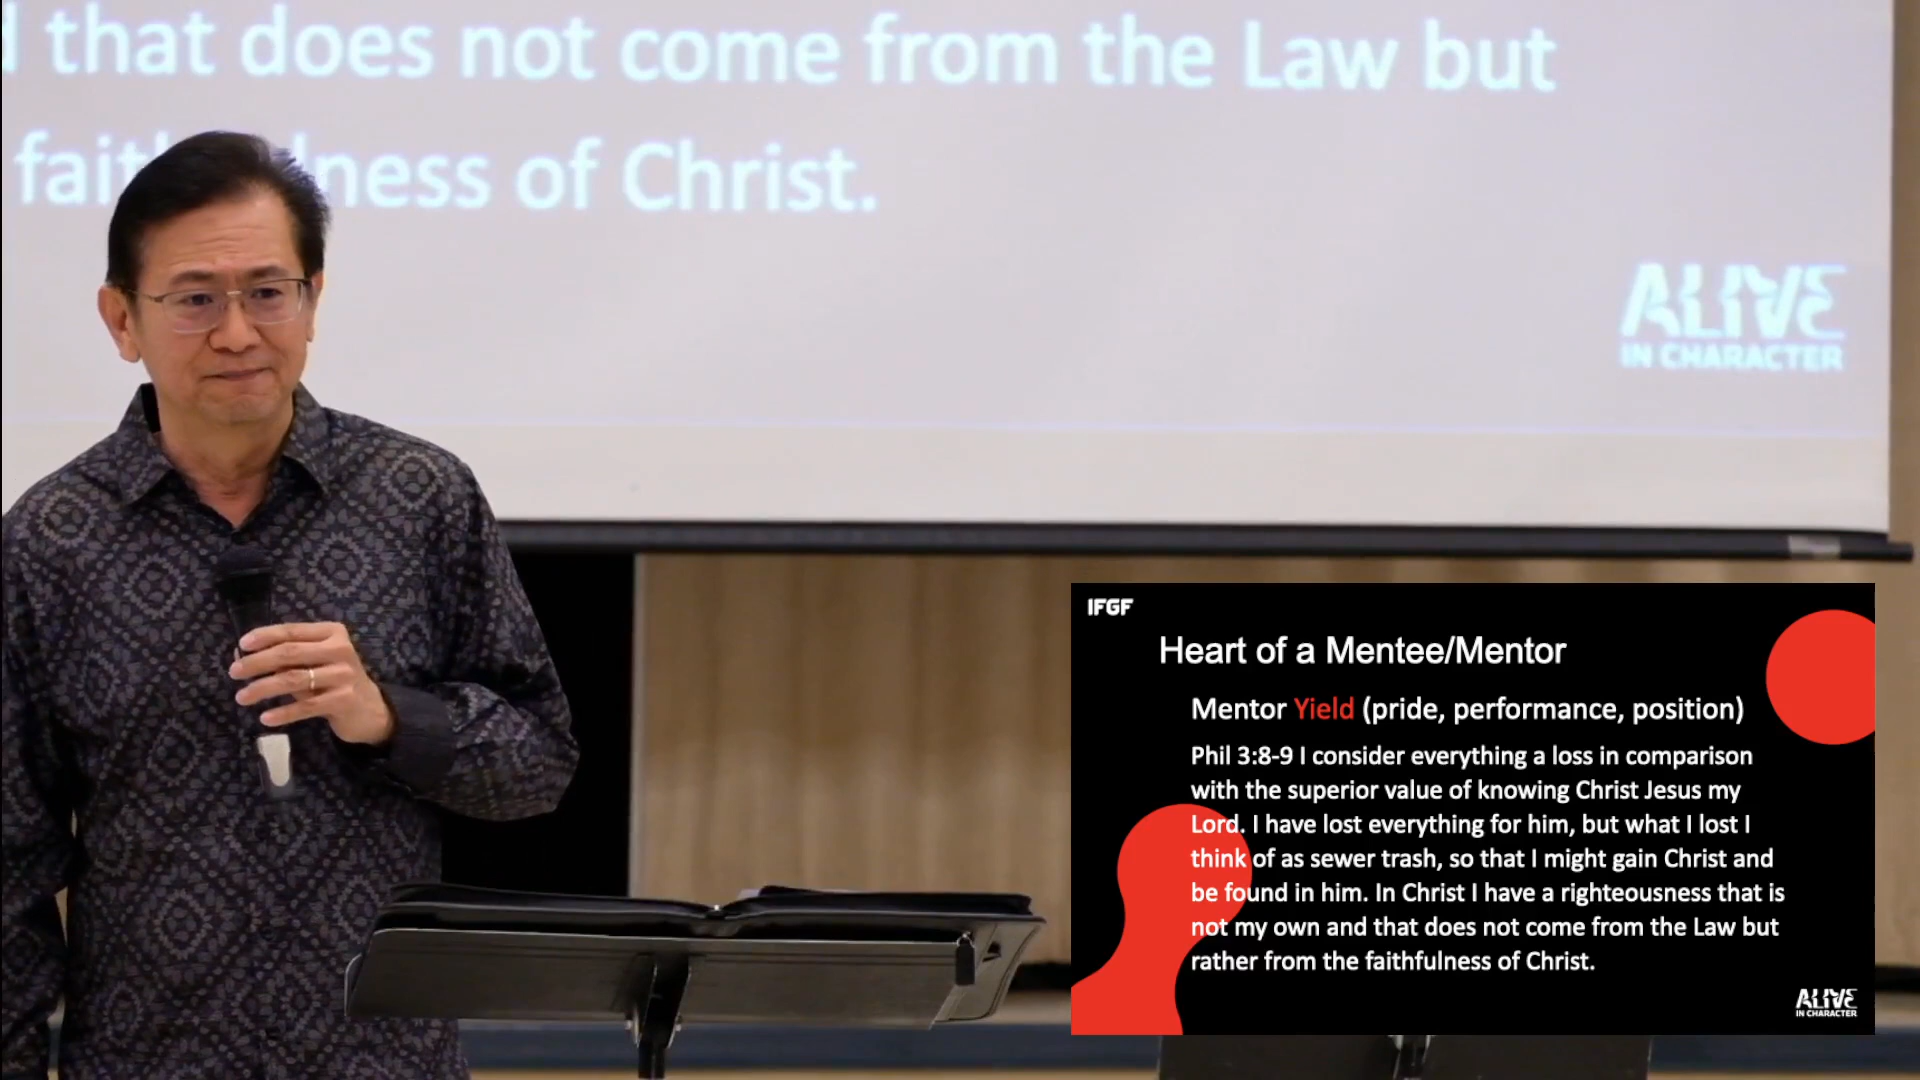 that does not come from the Law but
ness of Christ.
ALIVE
IN CHARACTER
IFGF
Heart of a Mentee/Mentor
Mentor Yield (pride, performance, position)
Phil 3:8-9 I consider everything a loss in comparison
with the superior value of knowing Christ Jesus my
Lord. I have lost everything for him, but what I lost I
think of as sewer trash, so that I might gain Christ and
be found in him. In Christ I have a righteousness that is
not my own and that does not come from the Law but
rather from the faithfulness of Christ.
ALIVE
IN CHARACTER